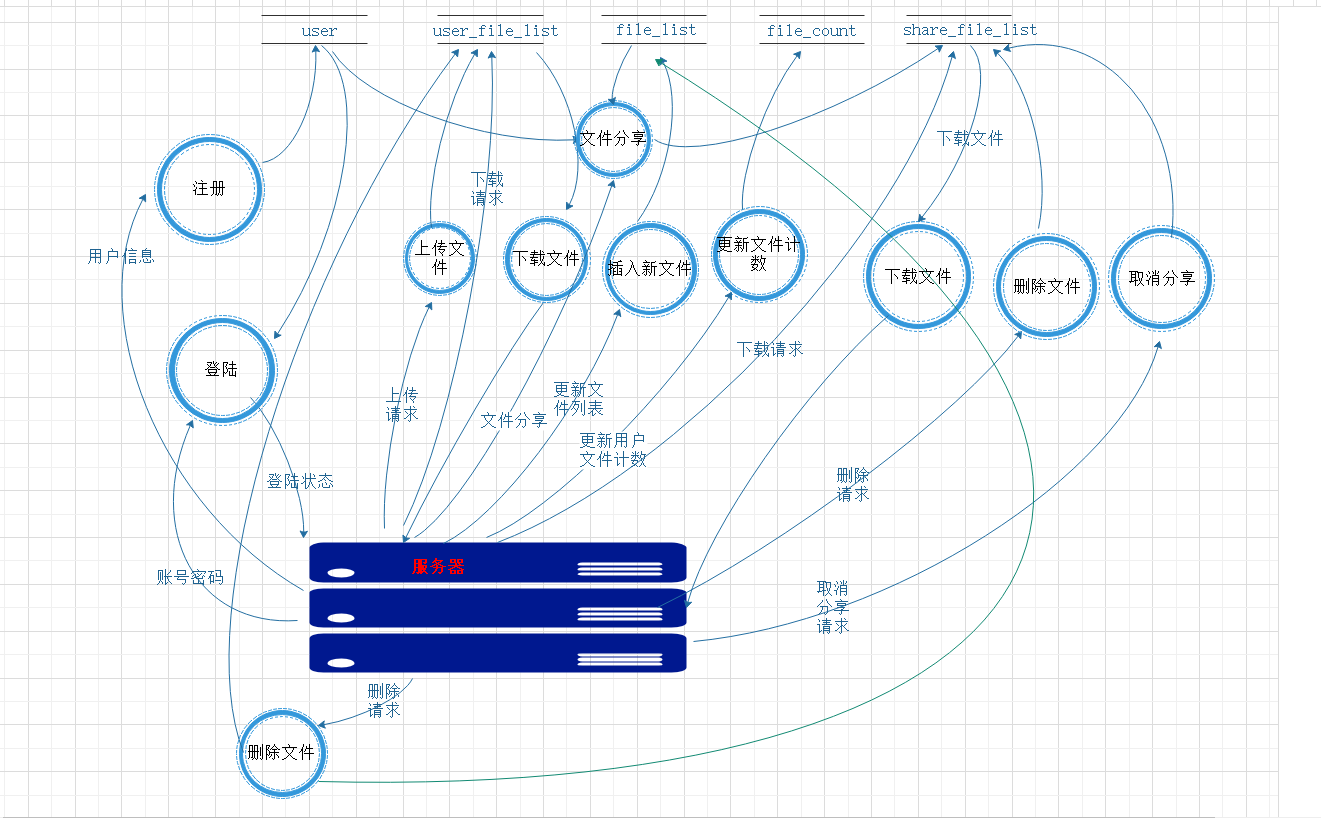 user
user_file_list
file_list
file_count
share_file_list
文件分享
下载文件
注册
下载
请求
用户信息
上传文
件
下载文件
插入新文件
更新文件计
数
下载文件
删除文件
取消分享
登陆
下载请求
上传
请求
文件分享
更新文
件列表
更新用户
文件计数
登陆状态
删除
请求
服务器
账号密码
取消
分享
请求
删除
请求
删除文件